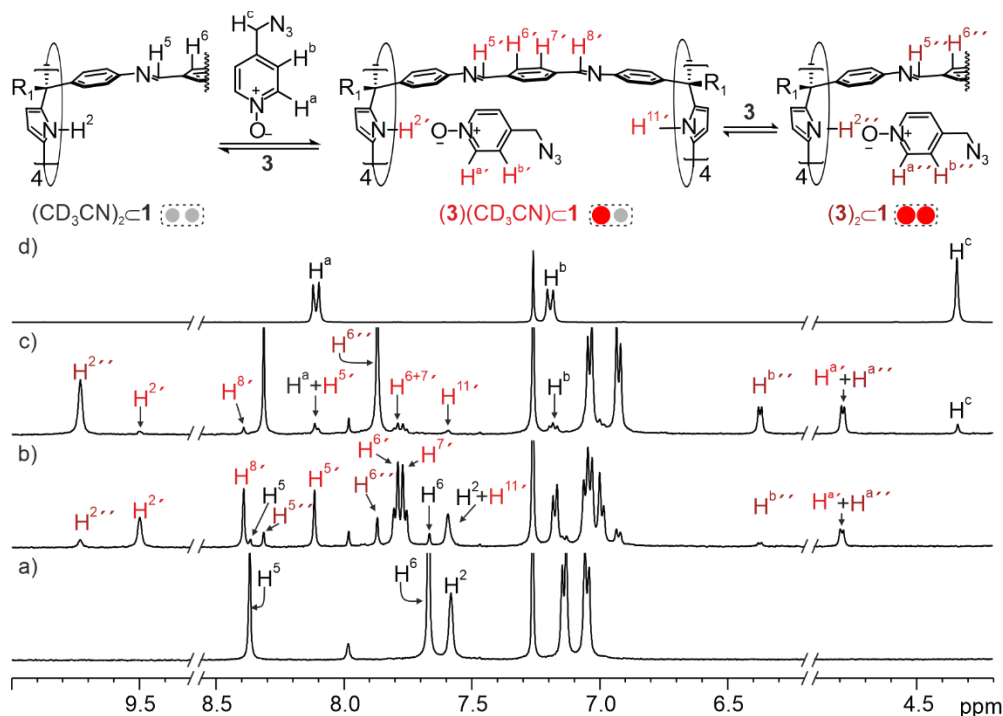 Hᶜ
N₃
H⁵ H⁶
N
R₁
Hᵇ
Hᵃ
N⁺
O⁻
N-H²
4
3
H⁵′ H⁶′ H⁷′ H⁸′
N N
R₁ R₁
N-H²′
O⁻-N⁺
N₃
Hᵃ′ Hᵇ′
H¹¹′
N
4 4
3
H⁵′′ H⁶′′
N
R₁
N-H²′′
O⁻-N⁺
N₃
Hᵃ′′ Hᵇ′′
4
(CD₃CN)₂⊂1
(3)(CD₃CN)⊂1
(3)₂⊂1
d)
Hᵃ Hᵇ Hᶜ
c)
H²′′ H²′ H⁸′ Hᵃ+H⁵′ H⁶′′ H⁶⁺⁷′ H¹¹′ Hᵇ Hᵇ′′ Hᵃ′+Hᵃ′′ Hᶜ
b)
H²′′ H²′ H⁸′ H⁵ H⁵′′ H⁵′ H⁶′′ H⁶′ H⁷′ H⁶ H²+H¹¹′ Hᵇ′′ Hᵃ′+Hᵃ′′
a)
H⁵ H⁶ H²
9.5 8.5 8.0 7.5 7.0 6.5 4.5 ppm